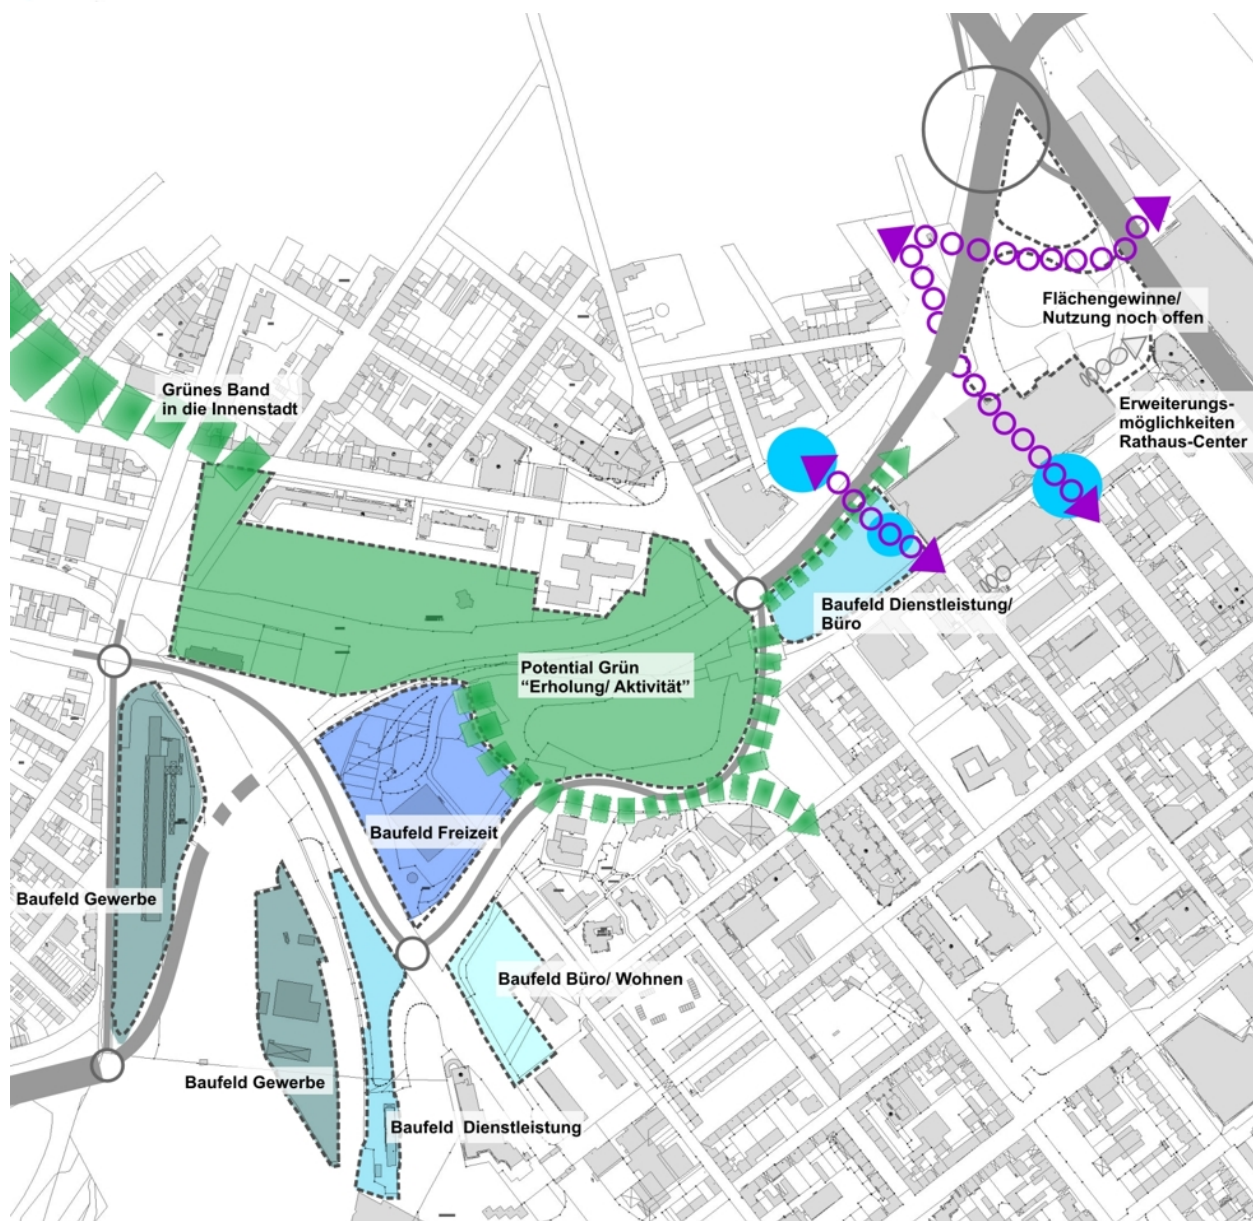 Flächengewinne/
Nutzung noch offen
Grünes Band
in die Innenstadt
Erweiterungs-
möglichkeiten
Rathaus-Center
Baufeld Dienstleistung/
Büro
Potential Grün
“Erholung/ Aktivität”
Baufeld Freizeit
Baufeld Gewerbe
Baufeld Büro/ Wohnen
Baufeld Gewerbe
Baufeld Dienstleistung